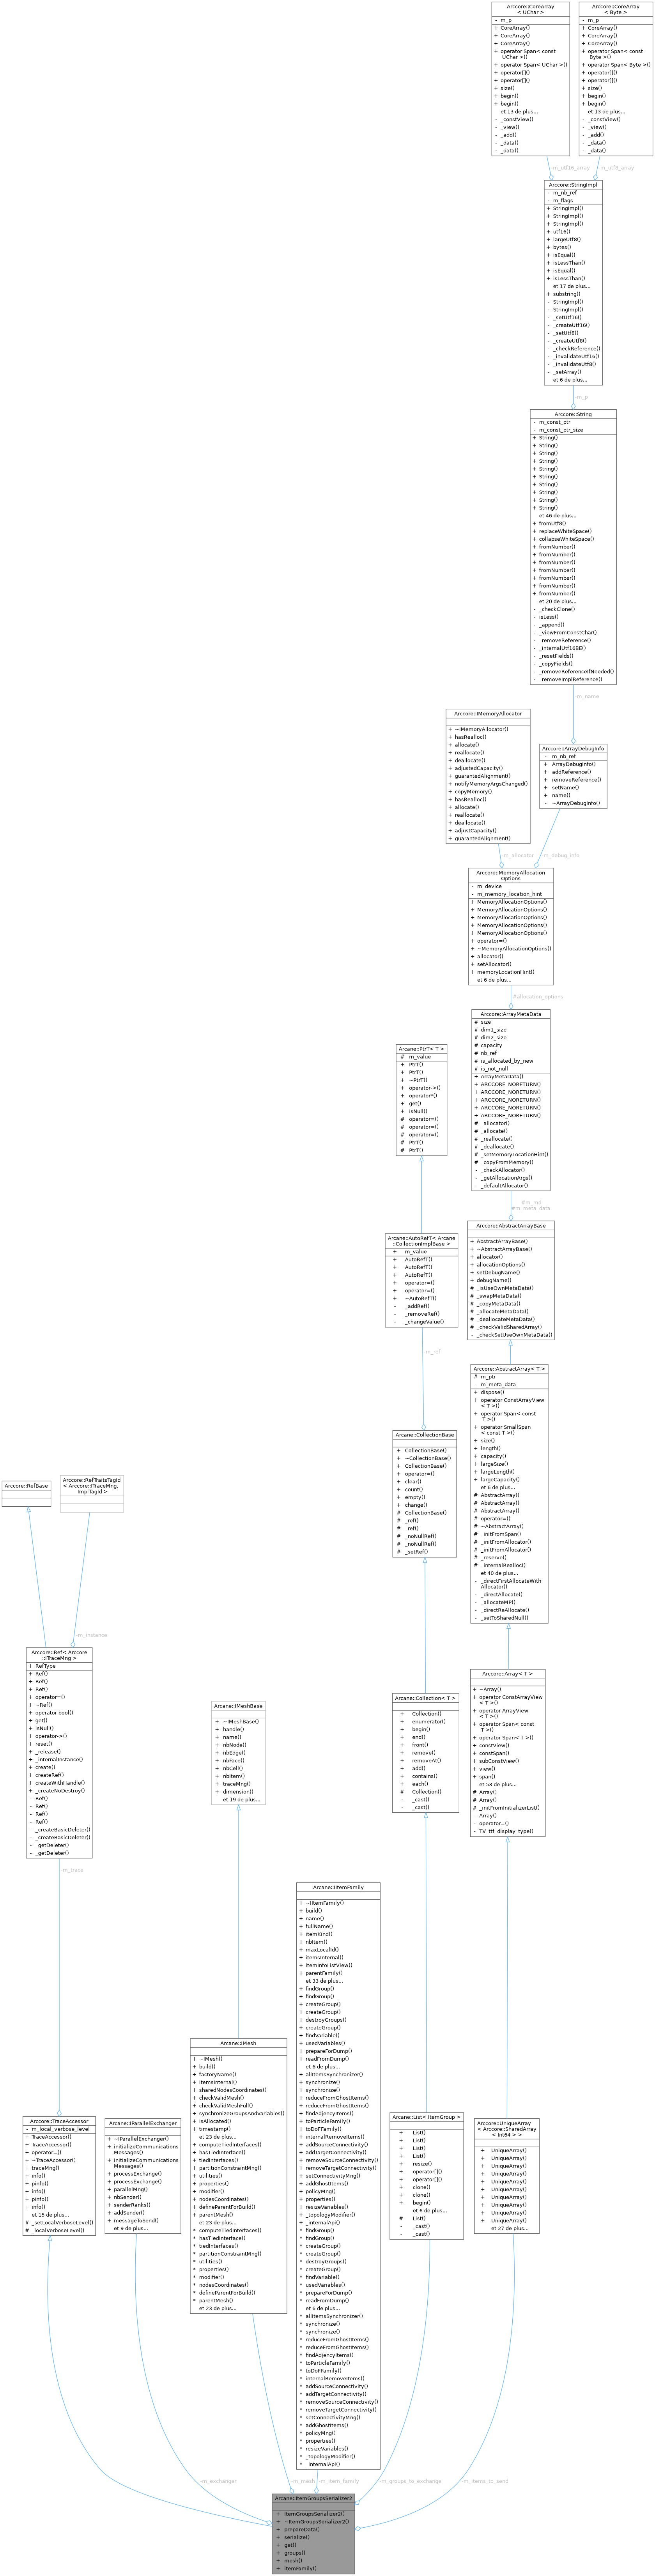 Arccore::CoreArray
< UChar >
- m_p
+ CoreArray()
+ CoreArray()
+ CoreArray()
+ operator Span< const
UChar >()
+ operator Span< UChar >()
+ operator[]()
+ operator[]()
+ size()
+ begin()
+ begin()
et 13 de plus...
- _constView()
- _view()
- _add()
- _data()
- _data()
Arccore::CoreArray
< Byte >
- m_p
+ CoreArray()
+ CoreArray()
+ CoreArray()
+ operator Span< const
Byte >()
+ operator Span< Byte >()
+ operator[]()
+ operator[]()
+ size()
+ begin()
+ begin()
et 13 de plus...
- _constView()
- _view()
- _add()
- _data()
- _data()
-m_utf16_array
-m_utf8_array
Arccore::StringImpl
- m_nb_ref
- m_flags
+ StringImpl()
+ StringImpl()
+ StringImpl()
+ utf16()
+ largeUtf8()
+ bytes()
+ isEqual()
+ isLessThan()
+ isEqual()
+ isLessThan()
et 17 de plus...
+ substring()
- StringImpl()
- StringImpl()
- _setUtf16()
- _createUtf16()
- _setUtf8()
- _createUtf8()
- _checkReference()
- _invalidateUtf16()
- _invalidateUtf8()
- _setArray()
et 6 de plus...
-m_p
Arccore::String
- m_const_ptr
- m_const_ptr_size
+ String()
+ String()
+ String()
+ String()
+ String()
+ String()
+ String()
+ String()
+ String()
+ String()
et 46 de plus...
+ fromUtf8()
+ replaceWhiteSpace()
+ collapseWhiteSpace()
+ fromNumber()
+ fromNumber()
+ fromNumber()
+ fromNumber()
+ fromNumber()
+ fromNumber()
+ fromNumber()
et 20 de plus...
- _checkClone()
- isLess()
- _append()
- _viewFromConstChar()
- _removeReference()
- _internalUtf16BE()
- _resetFields()
- _copyFields()
- _removeReferenceIfNeeded()
- _removeImplReference()
-m_name
Arccore::IMemoryAllocator
+ ~IMemoryAllocator()
+ hasRealloc()
+ allocate()
+ reallocate()
+ deallocate()
+ adjustedCapacity()
+ guarantedAlignment()
+ notifyMemoryArgsChanged()
+ copyMemory()
+ hasRealloc()
+ allocate()
+ reallocate()
+ deallocate()
+ adjustCapacity()
+ guarantedAlignment()
Arccore::ArrayDebugInfo
- m_nb_ref
+ ArrayDebugInfo()
+ addReference()
+ removeReference()
+ setName()
+ name()
- ~ArrayDebugInfo()
-m_allocator
-m_debug_info
Arccore::MemoryAllocation
Options
- m_device
- m_memory_location_hint
+ MemoryAllocationOptions()
+ MemoryAllocationOptions()
+ MemoryAllocationOptions()
+ MemoryAllocationOptions()
+ MemoryAllocationOptions()
+ operator=()
+ ~MemoryAllocationOptions()
+ allocator()
+ setAllocator()
+ memoryLocationHint()
et 6 de plus...
#allocation_options
Arccore::ArrayMetaData
# size
# dim1_size
# dim2_size
# capacity
# nb_ref
# is_allocated_by_new
# is_not_null
+ ArrayMetaData()
+ ARCCORE_NORETURN()
+ ARCCORE_NORETURN()
+ ARCCORE_NORETURN()
+ ARCCORE_NORETURN()
+ ARCCORE_NORETURN()
# _allocator()
# _allocate()
# _reallocate()
# _deallocate()
# _setMemoryLocationHint()
# _copyFromMemory()
- _checkAllocator()
- _getAllocationArgs()
- _defaultAllocator()
#m_md
#m_meta_data
Arcane::PtrT< T >
# m_value
+ PtrT()
+ PtrT()
+ ~PtrT()
+ operator->()
+ operator*()
+ get()
+ isNull()
# operator=()
# operator=()
# operator=()
# PtrT()
# PtrT()
Arccore::AbstractArrayBase
+ AbstractArrayBase()
+ ~AbstractArrayBase()
+ allocator()
+ allocationOptions()
+ setDebugName()
+ debugName()
# _isUseOwnMetaData()
# _swapMetaData()
# _copyMetaData()
# _allocateMetaData()
# _deallocateMetaData()
# _checkValidSharedArray()
- _checkSetUseOwnMetaData()
Arcane::AutoRefT< Arcane
::CollectionImplBase >
+ m_value
+ AutoRefT()
+ AutoRefT()
+ AutoRefT()
+ operator=()
+ operator=()
+ ~AutoRefT()
- _addRef()
- _removeRef()
- _changeValue()
-m_ref
Arccore::AbstractArray< T >
# m_ptr
- m_meta_data
+ dispose()
+ operator ConstArrayView
< T >()
+ operator Span< const
T >()
+ operator SmallSpan
< const T >()
+ size()
+ length()
+ capacity()
+ largeSize()
+ largeLength()
+ largeCapacity()
et 6 de plus...
# AbstractArray()
# AbstractArray()
# AbstractArray()
# operator=()
# ~AbstractArray()
# _initFromSpan()
# _initFromAllocator()
# _initFromAllocator()
# _reserve()
# _internalRealloc()
et 40 de plus...
- _directFirstAllocateWith
Allocator()
- _directAllocate()
- _allocateMP()
- _directReAllocate()
- _setToSharedNull()
Arcane::CollectionBase
+ CollectionBase()
+ ~CollectionBase()
+ CollectionBase()
+ operator=()
+ clear()
+ count()
+ empty()
+ change()
# CollectionBase()
# _ref()
# _ref()
# _noNullRef()
# _noNullRef()
# _setRef()
Arccore::RefBase
Arccore::RefTraitsTagId
< Arccore::ITraceMng,
ImplTagId >
-m_instance
Arccore::Ref< Arccore
::ITraceMng >
+ RefType
+ Ref()
+ Ref()
+ Ref()
+ operator=()
+ ~Ref()
+ operator bool()
+ get()
+ isNull()
+ operator->()
+ reset()
+ _release()
+ _internalInstance()
+ create()
+ createRef()
+ createWithHandle()
+ _createNoDestroy()
- Ref()
- Ref()
- Ref()
- Ref()
- _createBasicDeleter()
- _createBasicDeleter()
- _getDeleter()
- _getDeleter()
-m_trace
Arcane::IMeshBase
+ ~IMeshBase()
+ handle()
+ name()
+ nbNode()
+ nbEdge()
+ nbFace()
+ nbCell()
+ nbItem()
+ traceMng()
+ dimension()
et 19 de plus...
Arcane::Collection< T >
+ Collection()
+ enumerator()
+ begin()
+ end()
+ front()
+ remove()
+ removeAt()
+ add()
+ contains()
+ each()
# Collection()
- _cast()
- _cast()
Arccore::Array< T >
+ ~Array()
+ operator ConstArrayView
< T >()
+ operator ArrayView
< T >()
+ operator Span< const
T >()
+ operator Span< T >()
+ constView()
+ constSpan()
+ subConstView()
+ view()
+ span()
et 53 de plus...
# Array()
# Array()
# _initFromInitializerList()
- Array()
- operator=()
- TV_ttf_display_type()
Arccore::TraceAccessor
- m_local_verbose_level
+ TraceAccessor()
+ TraceAccessor()
+ operator=()
+ ~TraceAccessor()
+ traceMng()
+ info()
+ pinfo()
+ info()
+ pinfo()
+ info()
et 15 de plus...
# _setLocalVerboseLevel()
# _localVerboseLevel()
Arcane::IParallelExchanger
+ ~IParallelExchanger()
+ initializeCommunications
Messages()
+ initializeCommunications
Messages()
+ processExchange()
+ processExchange()
+ parallelMng()
+ nbSender()
+ senderRanks()
+ addSender()
+ messageToSend()
et 9 de plus...
Arcane::IMesh
+ ~IMesh()
+ build()
+ factoryName()
+ itemsInternal()
+ sharedNodesCoordinates()
+ checkValidMesh()
+ checkValidMeshFull()
+ synchronizeGroupsAndVariables()
+ isAllocated()
+ timestamp()
et 23 de plus...
* computeTiedInterfaces()
* hasTiedInterface()
* tiedInterfaces()
* partitionConstraintMng()
* utilities()
* properties()
* modifier()
* nodesCoordinates()
* defineParentForBuild()
* parentMesh()
et 23 de plus...
* computeTiedInterfaces()
* hasTiedInterface()
* tiedInterfaces()
* partitionConstraintMng()
* utilities()
* properties()
* modifier()
* nodesCoordinates()
* defineParentForBuild()
* parentMesh()
et 23 de plus...
Arcane::IItemFamily
+ ~IItemFamily()
+ build()
+ name()
+ fullName()
+ itemKind()
+ nbItem()
+ maxLocalId()
+ itemsInternal()
+ itemInfoListView()
+ parentFamily()
et 33 de plus...
* findGroup()
* findGroup()
* createGroup()
* createGroup()
* destroyGroups()
* createGroup()
* findVariable()
* usedVariables()
* prepareForDump()
* readFromDump()
et 6 de plus...
* allItemsSynchronizer()
* synchronize()
* synchronize()
* reduceFromGhostItems()
* reduceFromGhostItems()
* findAdjencyItems()
* toParticleFamily()
* toDoFFamily()
* internalRemoveItems()
* addSourceConnectivity()
* addTargetConnectivity()
* removeSourceConnectivity()
* removeTargetConnectivity()
* setConnectivityMng()
* addGhostItems()
* policyMng()
* properties()
* resizeVariables()
* _topologyModifier()
* _internalApi()
* findGroup()
* findGroup()
* createGroup()
* createGroup()
* destroyGroups()
* createGroup()
* findVariable()
* usedVariables()
* prepareForDump()
* readFromDump()
et 6 de plus...
* allItemsSynchronizer()
* synchronize()
* synchronize()
* reduceFromGhostItems()
* reduceFromGhostItems()
* findAdjencyItems()
* toParticleFamily()
* toDoFFamily()
* internalRemoveItems()
* addSourceConnectivity()
* addTargetConnectivity()
* removeSourceConnectivity()
* removeTargetConnectivity()
* setConnectivityMng()
* addGhostItems()
* policyMng()
* properties()
* resizeVariables()
* _topologyModifier()
* _internalApi()
Arcane::List< ItemGroup >
+ List()
+ List()
+ List()
+ List()
+ resize()
+ operator[]()
+ operator[]()
+ clone()
+ clone()
+ begin()
et 6 de plus...
# List()
- _cast()
- _cast()
Arccore::UniqueArray
< Arccore::SharedArray
< Int64 > >
+ UniqueArray()
+ UniqueArray()
+ UniqueArray()
+ UniqueArray()
+ UniqueArray()
+ UniqueArray()
+ UniqueArray()
+ UniqueArray()
+ UniqueArray()
+ UniqueArray()
et 27 de plus...
-m_exchanger
-m_mesh
-m_item_family
-m_groups_to_exchange
-m_items_to_send
Arcane::ItemGroupsSerializer2
+ ItemGroupsSerializer2()
+ ~ItemGroupsSerializer2()
+ prepareData()
+ serialize()
+ get()
+ groups()
+ mesh()
+ itemFamily()